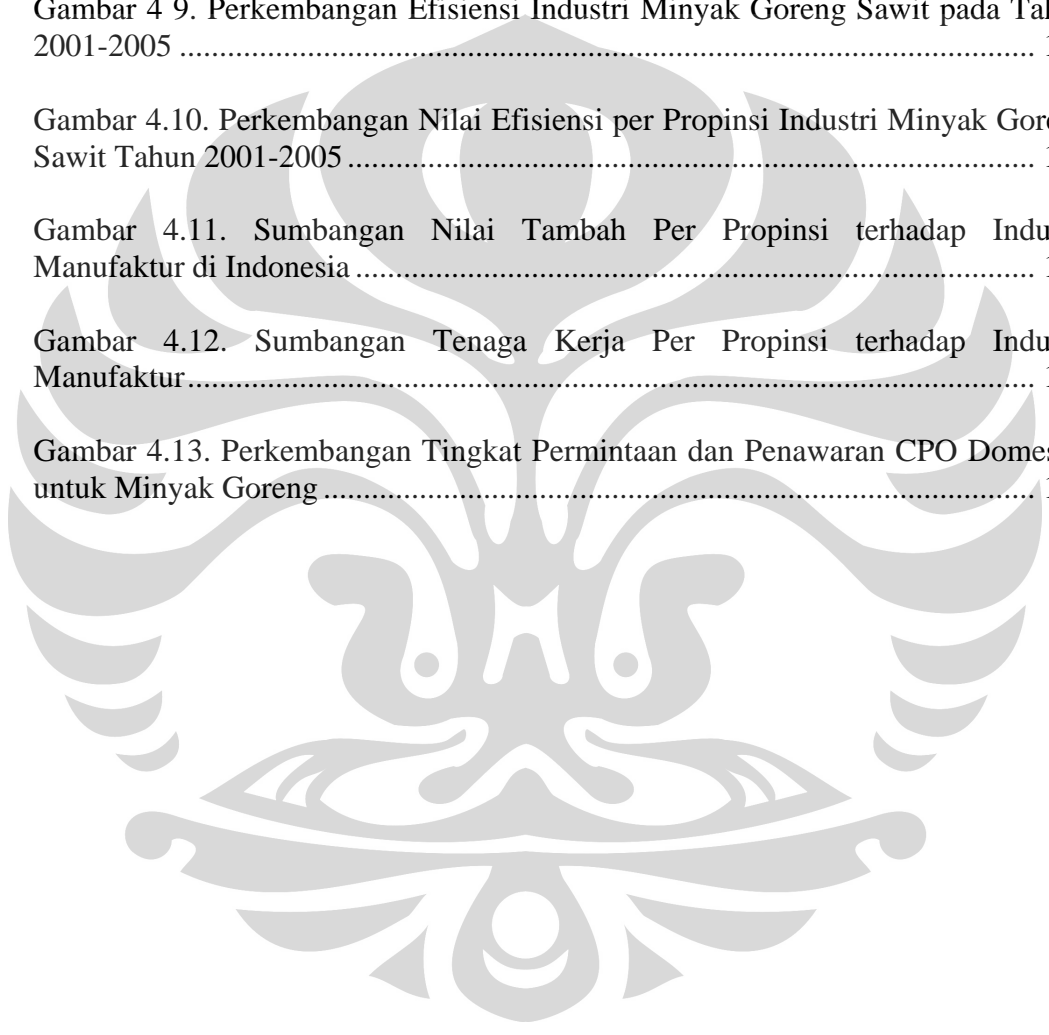 Gambar 4 9. Perkembangan Efisiensi Industri Minyak Goreng Sawit pada
2001-2005 ........................................................................................................
Gambar 4.10. Perkembangan Nilai Efisiensi per Propinsi Industri Minyak
Sawit Tahun 2001-2005 ....................................................................................
Gambar 4.11. Sumbangan Nilai Tambah Per Propinsi terhadap
Manufaktur di Indonesia ...................................................................................
Gambar 4.12. Sumbangan Tenaga Kerja Per Propinsi terhadap
Manufaktur .......................................................................................................
Gambar 4.13. Perkembangan Tingkat Permintaan dan Penawaran CPO
untuk Minyak Goreng .......................................................................................